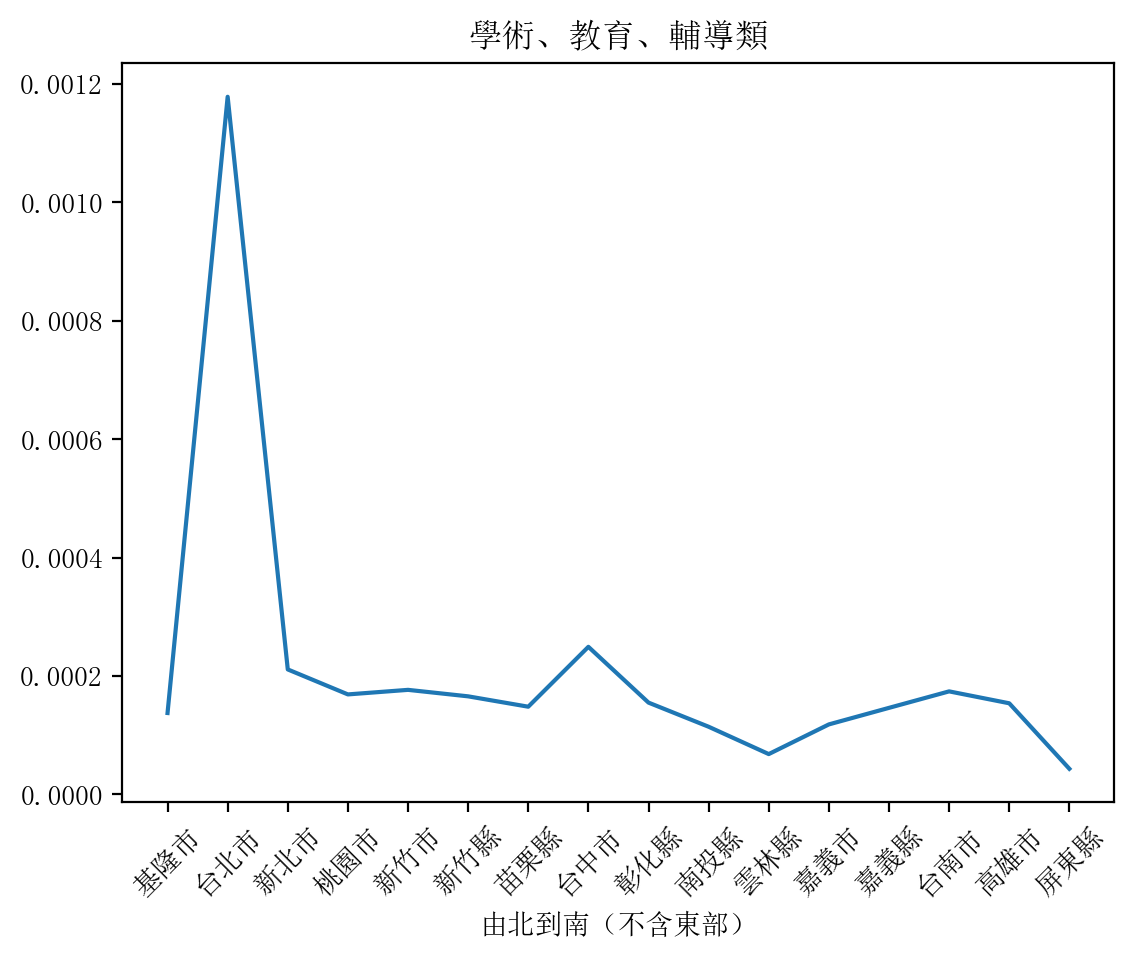 學術、教育、輔導類
0.0012
0.0010
0.0008
0.0006
0.0004
0.0002
0.0000
基隆市
台北市
新北市
桃園市
新竹市
新竹縣
苗栗縣
台中市
彰化縣
南投縣
雲林縣
嘉義市
嘉義縣
台南市
高雄市
屏東縣
由北到南（不含東部）